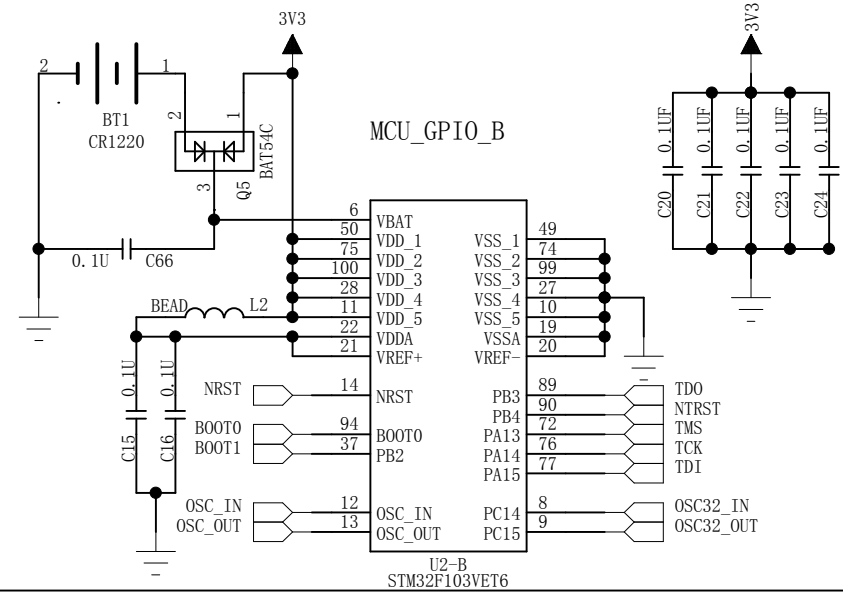 3V3
3V3
2
1
BT1
CR1220
2
1
BAT54C
3
Q5
MCU_GPIO_B
0.1UF
0.1UF
0.1UF
0.1UF
0.1UF
C20
C21
C22
C23
C24
0.1U
C66
BEAD
L2
6
VBAT
50
VDD_1
VSS_1
49
75
VDD_2
VSS_2
74
100
VDD_3
VSS_3
99
28
VDD_4
VSS_4
27
11
VDD_5
VSS_5
10
22
VDDA
VSSA
19
21
VREF+
VREF-
20
0.1U
0.1U
C15
C16
NRST
14
NRST
PB3
89
TDO
PB4
90
NTRST
BOOT0
94
BOOT0
PA13
72
TMS
BOOT1
37
PB2
PA14
76
TCK
PA15
77
TDI
OSC_IN
12
OSC_IN
PC14
8
OSC32_IN
OSC_OUT
13
OSC_OUT
PC15
9
OSC32_OUT
U2-B
STM32F103VET6